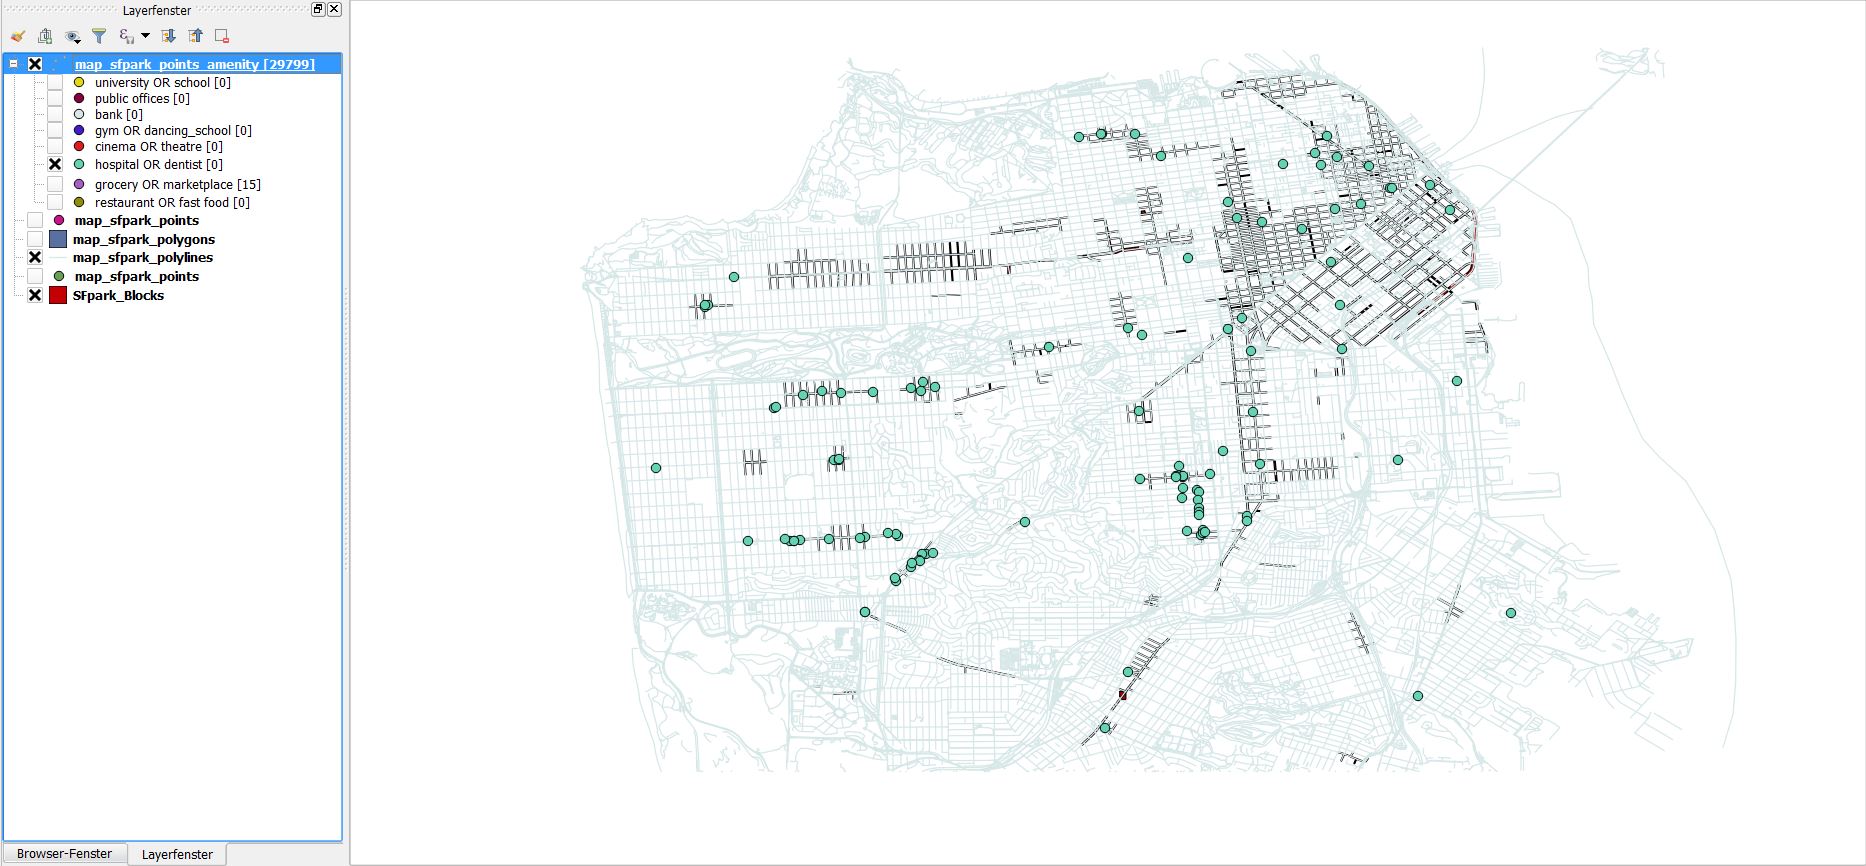 Layerfenster
map_sfpark_points_amenity [29799]
university OR school [0]
public offices [0]
bank [0]
gym OR dancing_school [0]
cinema OR theatre [0]
hospital OR dentist [0]
grocery OR marketplace [15]
restaurant OR fast food [0]
map_sfpark_points
map_sfpark_polygons
map_sfpark_polylines
map_sfpark_points
SFpark_Blocks
Browser-Fenster
Layerfenster